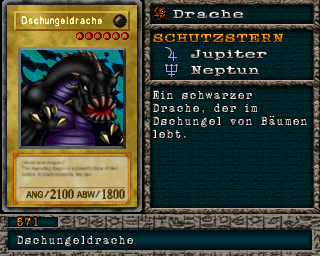 Dschungeldrache
ANG/2100 ABW/1800
Drache
SCHUTZSTERN
Jupiter
Neptun
Ein schwarzer
Drache, der im
Dschungel von Bäumen
lebt.
571
Dschungeldrache